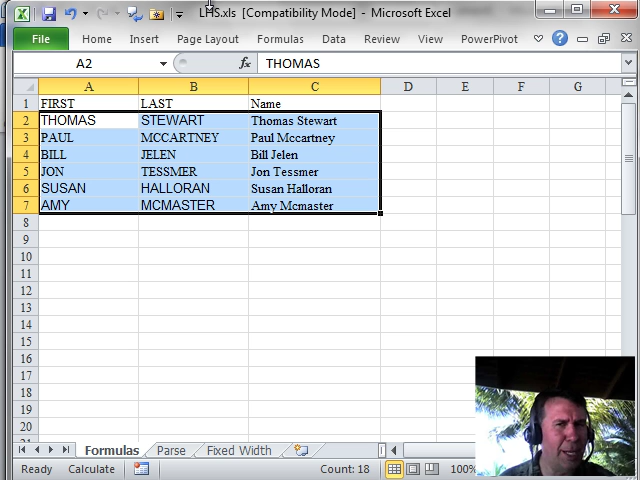 LHS.xls [Compatibility Mode] - Microsoft Excel
File Home Insert Page Layout Formulas Data Review View PowerPivot
A2 fx THOMAS
A B C D E F G
1 FIRST LAST Name
2 THOMAS STEWART Thomas Stewart
3 PAUL MCCARTNEY Paul Mccartney
4 BILL JELEN Bill Jelen
5 JON TESSMER Jon Tessmer
6 SUSAN HALLORAN Susan Halloran
7 AMY MCMASTER Amy Mcmaster
8
9
10
11
12
13
14
15
16
17
18
19
20
21
Formulas Parse Fixed Width
Ready Calculate Count: 18 100%